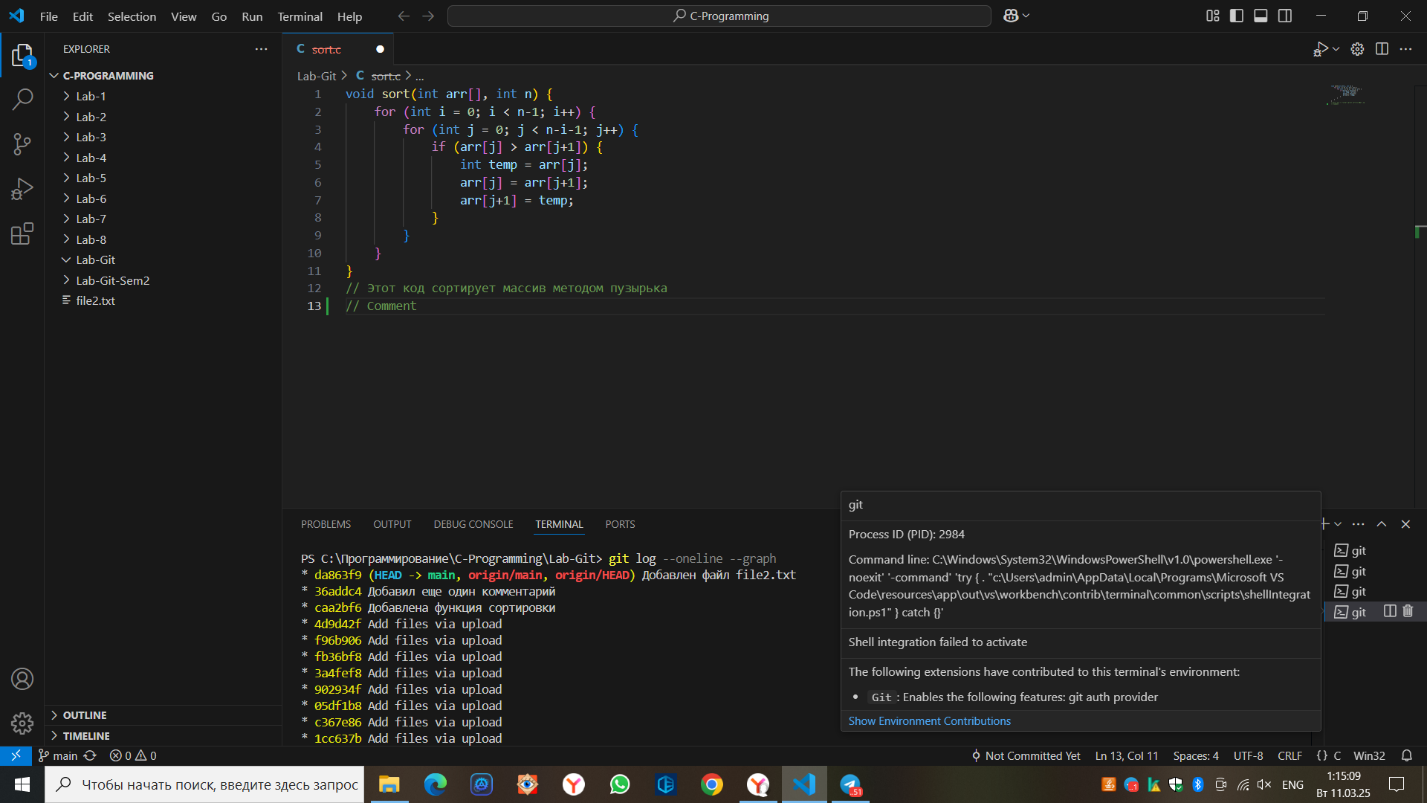 File Edit Selection View Go Run Terminal Help
C-Programming
EXPLORER
1
C-PROGRAMMING
Lab-1
Lab-2
Lab-3
Lab-4
Lab-5
Lab-6
Lab-7
Lab-8
Lab-Git
Lab-Git-Sem2
file2.txt
OUTLINE
TIMELINE
C sort.c
Lab-Git > C sort.c > ...
1 void sort(int arr[], int n) {
2 for (int i = 0; i < n-1; i++) {
3 for (int j = 0; j < n-i-1; j++) {
4 if (arr[j] > arr[j+1]) {
5 int temp = arr[j];
6 arr[j] = arr[j+1];
7 arr[j+1] = temp;
8 }
9 }
10 }
11 }
12 // Этот код сортирует массив методом пузырька
13 // Comment
PROBLEMS OUTPUT DEBUG CONSOLE TERMINAL PORTS
PS C:\Программирование\C-Programming\Lab-Git> git log --oneline --graph
* da863f9 (HEAD -> main, origin/main, origin/HEAD) Добавлен файл file2.txt
* 36addc4 Добавил еще один комментарий
* caa2bf6 Добавлена функция сортировки
* 4d9d42f Add files via upload
* f96b906 Add files via upload
* fb36bf8 Add files via upload
* 3a4fef8 Add files via upload
* 902934f Add files via upload
* 05df1b8 Add files via upload
* c367e86 Add files via upload
* 1cc637b Add files via upload
git
Process ID (PID): 2984
Command line: C:\Windows\System32\WindowsPowerShell\v1.0\powershell.exe '-
noexit' '-command' 'try { . "c:\Users\admin\AppData\Local\Programs\Microsoft VS
Code\resources\app\out\vs\workbench\contrib\terminal\common\scripts\shellIntegrat
ion.ps1" } catch {}'
Shell integration failed to activate
The following extensions have contributed to this terminal's environment:
• Git : Enables the following features: git auth provider
Show Environment Contributions
git
git
git
git
main 0 0
Not Committed Yet Ln 13, Col 11 Spaces: 4 UTF-8 CRLF {} C Win32
Чтобы начать поиск, введите здесь запрос
51
ENG
1:15:09
Вт 11.03.25